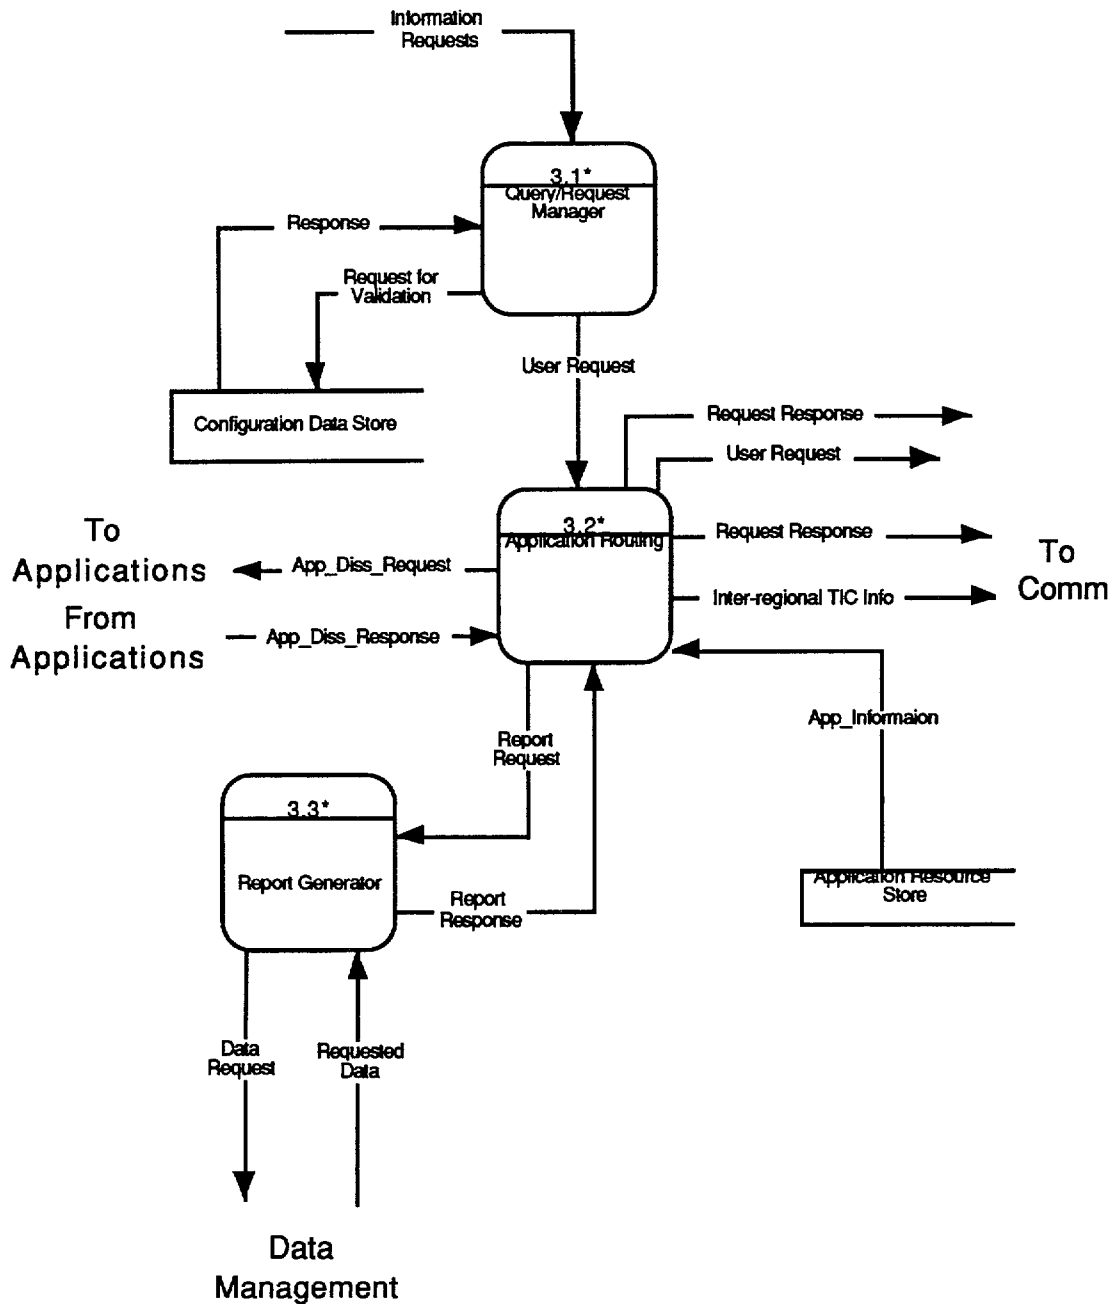 Information
Requests
3.1*
Query/Request
Manager
Response
Request for
Validation
User Request
Configuration Data Store
Request Response
User Request
3.2*
Application Routing
Request Response
To
Applications
App_Diss_Request
To
Comm
Inter-regional TIC Info
From
Applications
App_Diss_Response
App_Informaion
Report
Request
3.3*
Report Generator
Report
Response
Application Resource
Store
Data
Request
Requested
Data
Data
Management